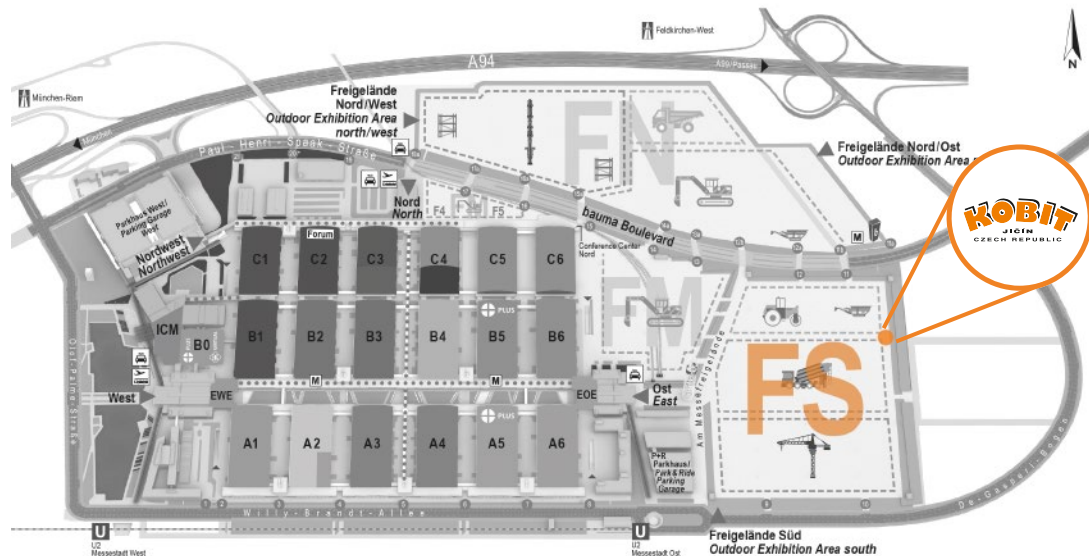 Feldkirchen-West
A94
A99/Passau
N
München-Riem
München
Freigelände
Nord/West
Outdoor Exhibition Area
north/west
Paul-Henri-Spaak-Straße
FN
Freigelände Nord/Ost
Outdoor Exhibition Area
KOBIT
JIČÍN
CZECH REPUBLIC
Parkhaus West/
Parking Garage
West
Nordwest
Northwest
Nord
North
F4
F5
bauma Boulevard
M
Forum
Conference Center
Nord
C1
C2
C3
C4
C5
C6
FM
ICM
B0
B1
B2
B3
B4
B5
PLUS
B6
Olof-Palme-Straße
M
M
West
EWE
EOE
Ost
East
Am Messefreigelände
FS
A1
A2
A3
A4
A5
PLUS
A6
P+R
Parkhaus/
Park & Ride
Parking
Garage
De-Gasperi-Bogen
Willy-Brandt-Allee
U
U2
Messestadt West
U
U2
Messestadt Ost
Freigelände Süd
Outdoor Exhibition Area south